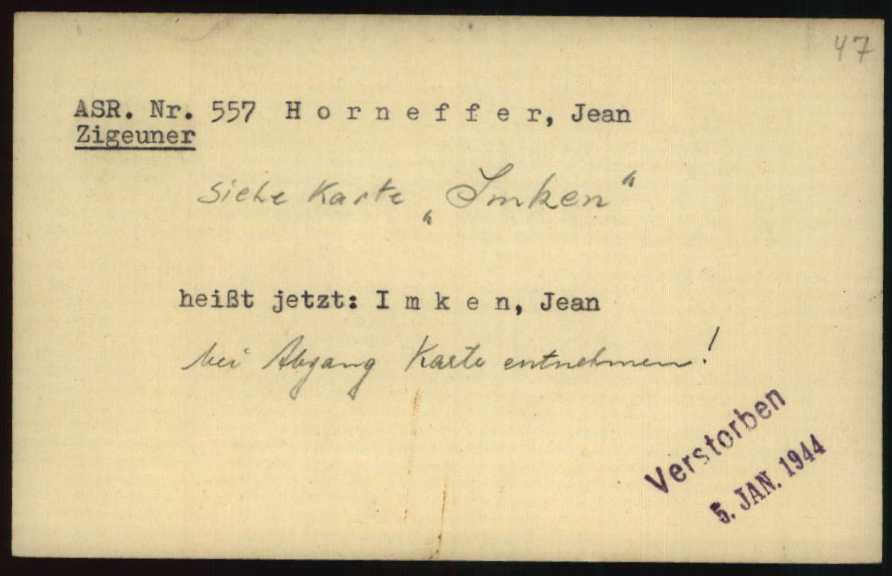 47
ASR. Nr. 557 H o r n e f f e r, Jean
Zigeuner
Siehe Karte „Imken“
heißt jetzt: I m k e n, Jean
bei Abgang Karte entnehmen!
Verstorben
5. JAN. 1944